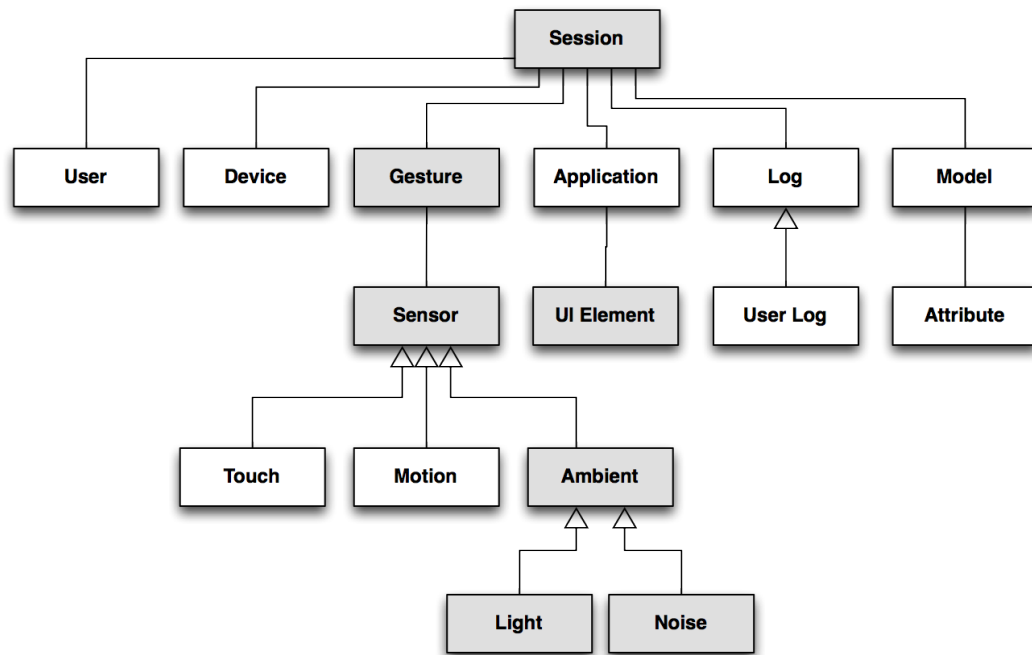 Session
User
Device
Gesture
Application
Log
Model
Sensor
UI Element
User Log
Attribute
Touch
Motion
Ambient
Light
Noise